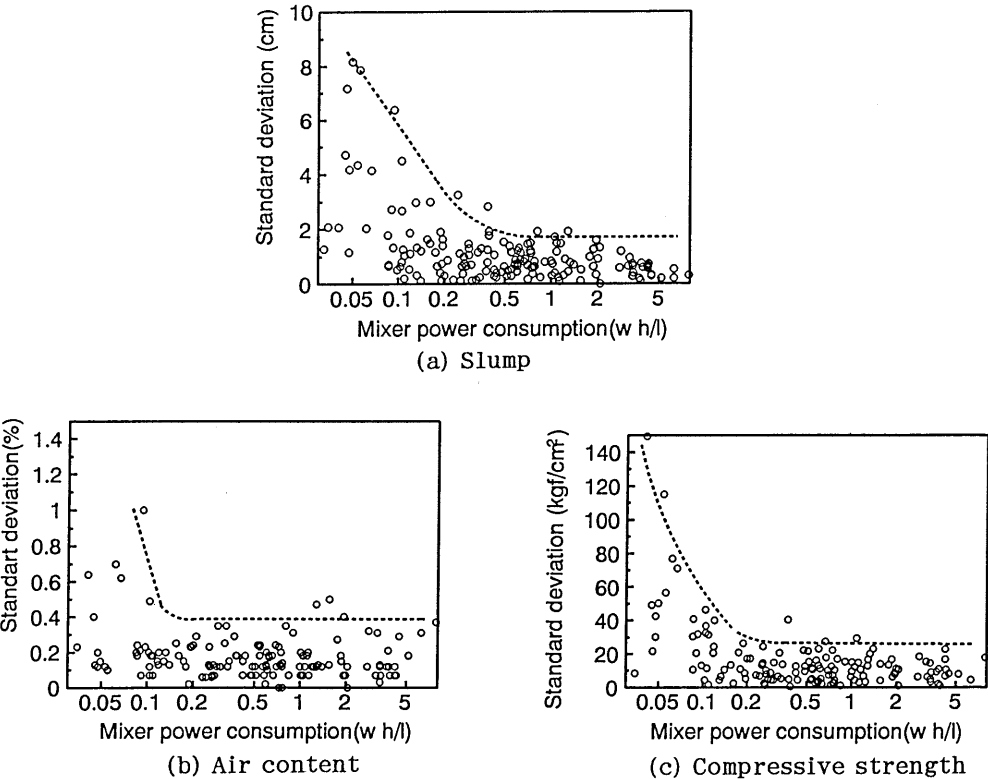 Standard deviation (cm)
10
8
6
4
2
0
0.05 0.1 0.2 0.5 1 2 5
Mixer power consumption(w h/l)
(a) Slump
Standart deviation(%)
1.4
1.2
1
0.8
0.6
0.4
0.2
0
0.05 0.1 0.2 0.5 1 2 5
Mixer power consumption(w h/l)
(b) Air content
Standard deviation (kgf/cm²)
140
120
100
80
60
40
20
0
0.05 0.1 0.2 0.5 1 2 5
Mixer power consumption(w h/l)
(c) Compressive strength